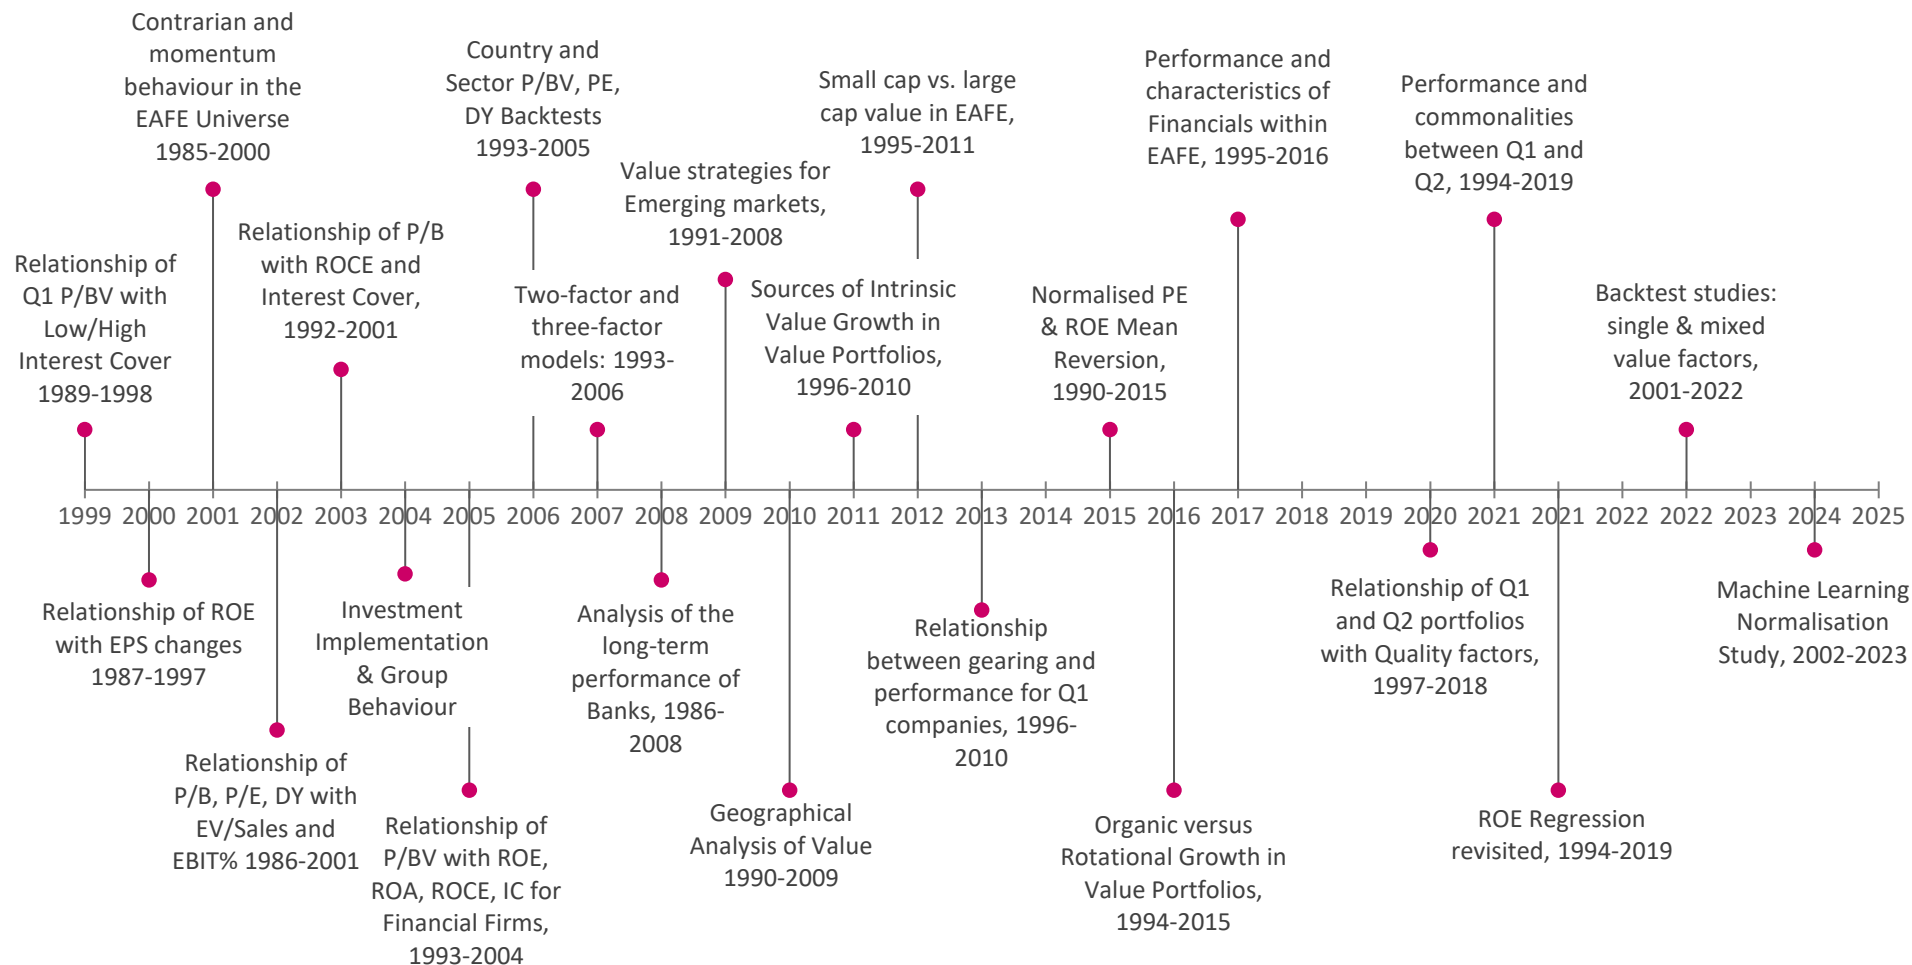 Contrarian and
momentum
behaviour in the
EAFE Universe
1985-2000
Country and
Sector P/BV, PE,
DY Backtests
1993-2005
Small cap vs. large
cap value in EAFE,
1995-2011
Performance and
characteristics of
Financials within
EAFE, 1995-2016
Performance and
commonalities
between Q1 and
Q2, 1994-2019
Value strategies for
Emerging markets,
1991-2008
Relationship of
Q1 P/BV with
Low/High
Interest Cover
1989-1998
Relationship of P/B
with ROCE and
Interest Cover,
1992-2001
Two-factor and
three-factor
models: 1993-
2006
Sources of Intrinsic
Value Growth in
Value Portfolios,
1996-2010
Normalised PE
& ROE Mean
Reversion,
1990-2015
Backtest studies:
single & mixed
value factors,
2001-2022
1999 2000 2001 2002 2003 2004 2005 2006 2007 2008 2009 2010 2011 2012 2013 2014 2015 2016 2017 2018 2019 2020 2021 2021 2022 2022 2023 2024 2025
Relationship of ROE
with EPS changes
1987-1997
Investment
Implementation
& Group
Behaviour
Analysis of the
long-term
performance of
Banks, 1986-
2008
Relationship
between gearing and
performance for Q1
companies, 1996-
2010
Relationship of Q1
and Q2 portfolios
with Quality factors,
1997-2018
Machine Learning
Normalisation
Study, 2002-2023
Relationship of
P/B, P/E, DY with
EV/Sales and
EBIT% 1986-2001
Relationship of
P/BV with ROE,
ROA, ROCE, IC for
Financial Firms,
1993-2004
Geographical
Analysis of Value
1990-2009
Organic versus
Rotational Growth in
Value Portfolios,
1994-2015
ROE Regression
revisited, 1994-2019